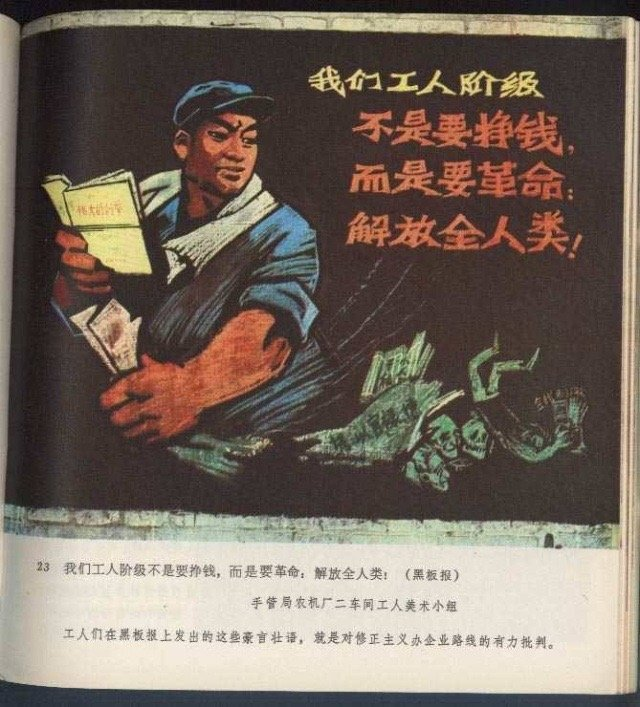 我们工人阶级
不是要挣钱,
而是要革命;
解放全人类!
23 我们工人阶级不是要挣钱,而是要革命;解放全人类!(黑板报)
手管局农机厂二车间工人美术小组
工人们在黑板报上发出的这些豪言壮语,就是对修正主义办企业路线的有力批判。